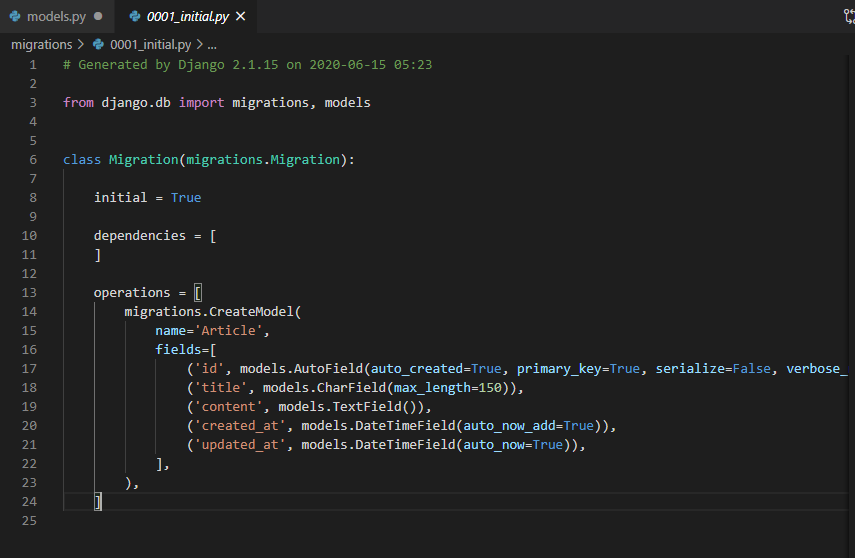 models.py
0001_initial.py
migrations > 0001_initial.py > ...
1 # Generated by Django 2.1.15 on 2020-06-15 05:23
2
3 from django.db import migrations, models
4
5
6 class Migration(migrations.Migration):
7
8 initial = True
9
10 dependencies = [
11 ]
12
13 operations = [
14 migrations.CreateModel(
15 name='Article',
16 fields=[
17 ('id', models.AutoField(auto_created=True, primary_key=True, serialize=False, verbose_
18 ('title', models.CharField(max_length=150)),
19 ('content', models.TextField()),
20 ('created_at', models.DateTimeField(auto_now_add=True)),
21 ('updated_at', models.DateTimeField(auto_now=True)),
22 ],
23 ),
24 ]
25